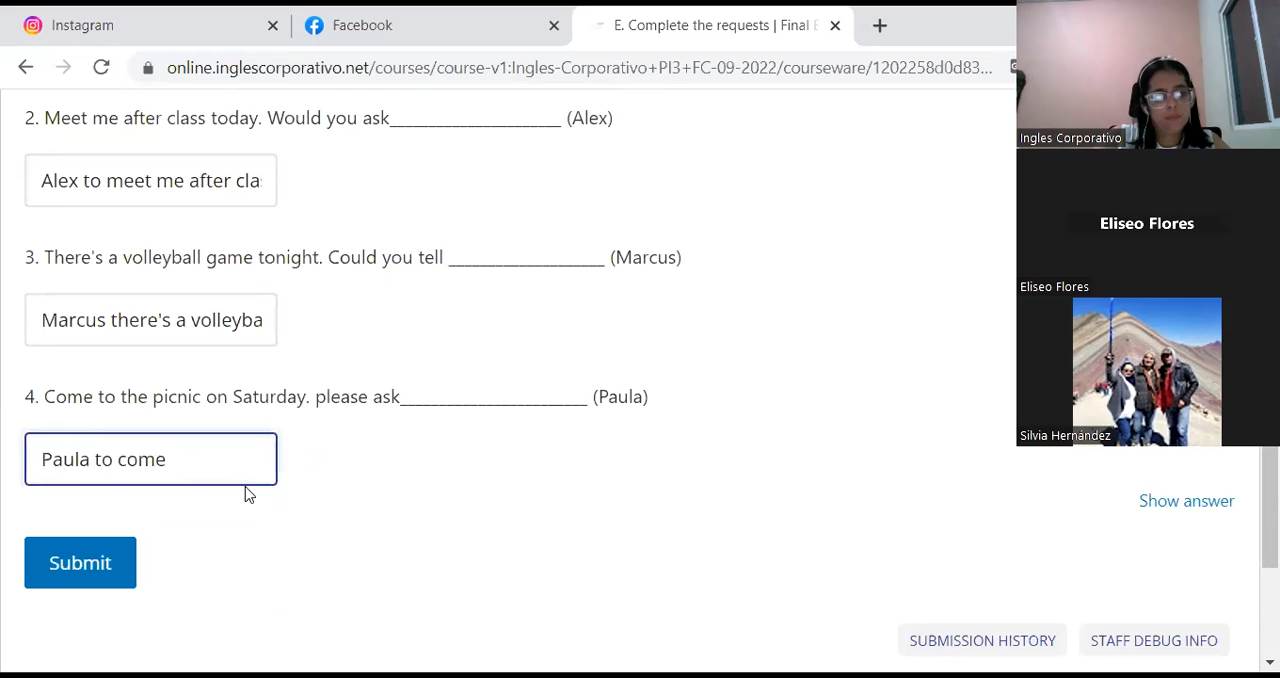 Instagram
Facebook
E. Complete the requests | Final E
online.inglescorporativo.net/courses/course-v1:Ingles-Corporativo+PI3+FC-09-2022/courseware/1202258d0d83...
2. Meet me after class today. Would you ask_____________________ (Alex)
Alex to meet me after cla
3. There's a volleyball game tonight. Could you tell ___________________ (Marcus)
Marcus there's a volleyba
4. Come to the picnic on Saturday. please ask_______________________ (Paula)
Paula to come
Show answer
Submit
SUBMISSION HISTORY
STAFF DEBUG INFO
Ingles Corporativo
Eliseo Flores
Eliseo Flores
Silvia Hernández